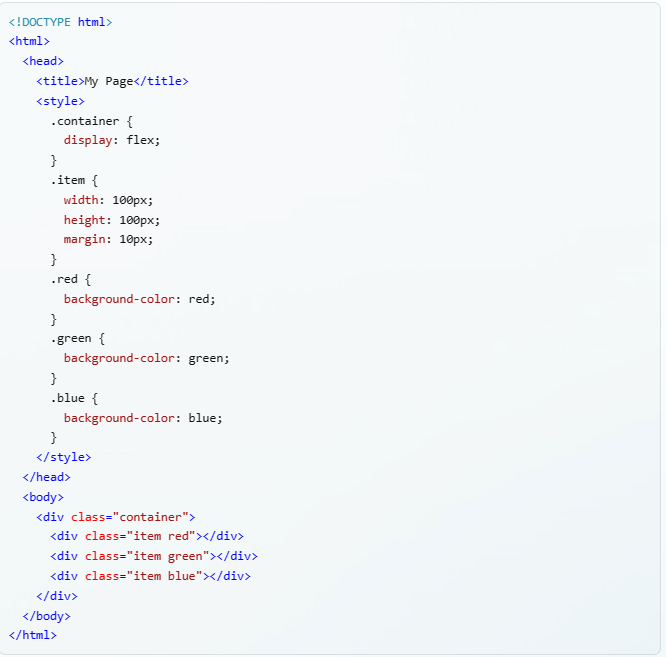 <!DOCTYPE html>
<html>
  <head>
    <title>My Page</title>
    <style>
      .container {
        display: flex;
      }
      .item {
        width: 100px;
        height: 100px;
        margin: 10px;
      }
      .red {
        background-color: red;
      }
      .green {
        background-color: green;
      }
      .blue {
        background-color: blue;
      }
    </style>
  </head>
  <body>
    <div class="container">
      <div class="item red"></div>
      <div class="item green"></div>
      <div class="item blue"></div>
    </div>
  </body>
</html>